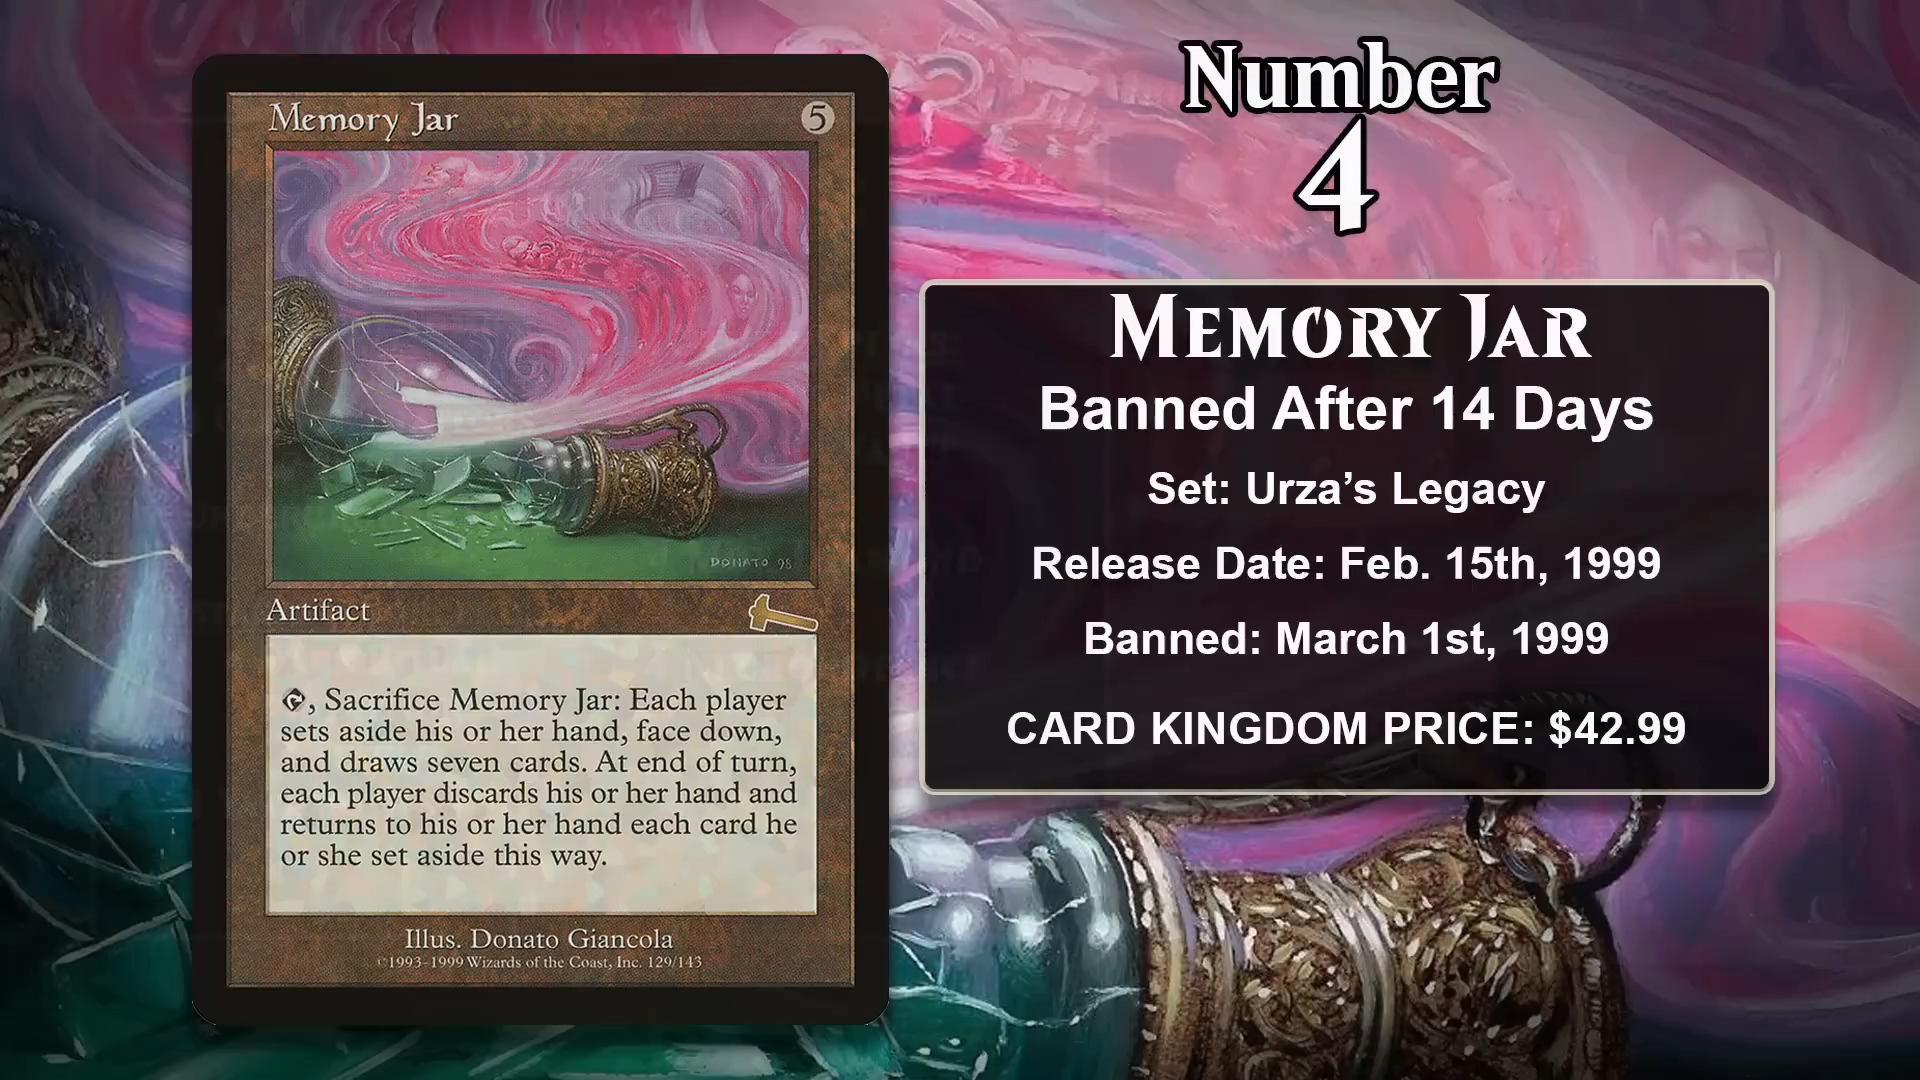 Memory Jar
5
DONATO 98
Artifact
, Sacrifice Memory Jar: Each player
sets aside his or her hand, face down,
and draws seven cards. At end of turn,
each player discards his or her hand and
returns to his or her hand each card he
or she set aside this way.
Illus. Donato Giancola
©1993-1999 Wizards of the Coast, Inc. 129/143
Number
4
MEMORY JAR
Banned After 14 Days
Set: Urza’s Legacy
Release Date: Feb. 15th, 1999
Banned: March 1st, 1999
CARD KINGDOM PRICE: $42.99